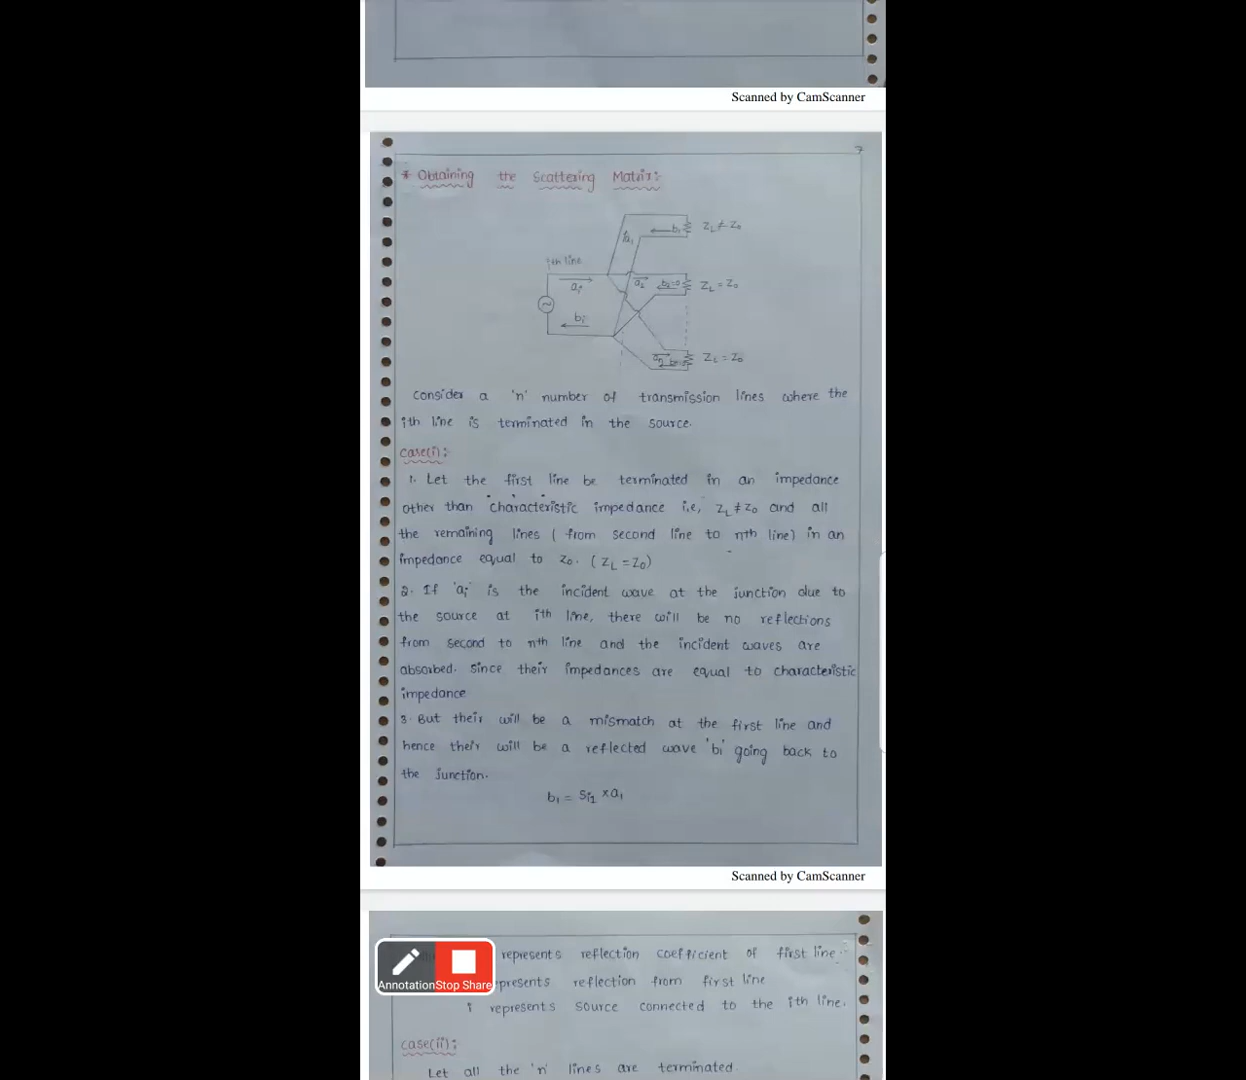 Scanned by CamScanner
7
* Obtaining the Scattering Matrix:-
ith line
ai
bi
a1
b1
ZL ≠ Z0
a2
b2=0
ZL = Z0
ZL = Z0
consider a 'n' number of transmission lines where the
ith line is terminated in the source.
case(i):-
1. Let the first line be terminated in an impedance
other than characteristic impedance i.e, ZL ≠ Z0 and all
the remaining lines ( from second line to nth line) in an
impedance equal to Z0. (ZL = Z0)
2. If 'ai' is the incident wave at the junction due to
the source at ith line, there will be no reflections
from second to nth line and the incident waves are
absorbed. since their impedances are equal to characteristic
impedance
3. But their will be a mismatch at the first line and
hence their will be a reflected wave 'bi' going back to
the junction.
b1 = Si1 × a1
Scanned by CamScanner
represents reflection coefficient of first line.
presents reflection from first line
i represents source connected to the ith line.
Annotation Stop Share
case(ii):
Let all the 'n' lines are terminated